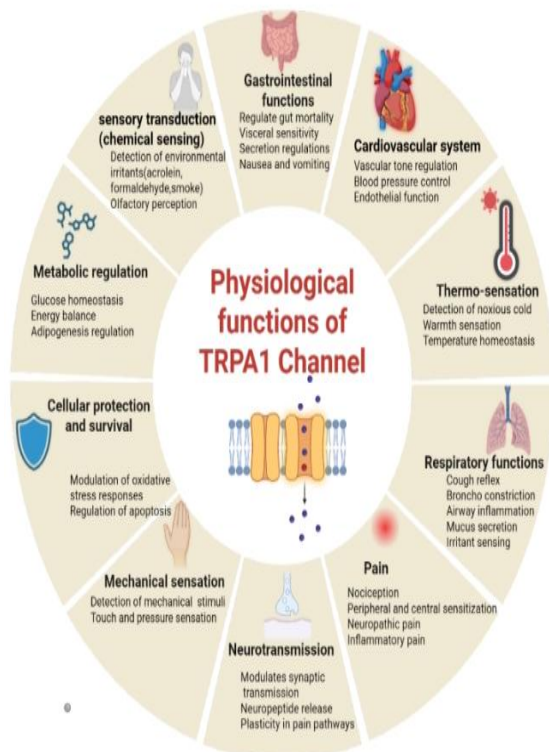 Physiological
functions of
TRPA1 Channel
Gastrointestinal
functions
Regulate gut mortality
Visceral sensitivity
Secretion regulations
Nausea and vomiting
Cardiovascular system
Vascular tone regulation
Blood pressure control
Endothelial function
Thermo-sensation
Detection of noxious cold
Warmth sensation
Temperature homeostasis
Respiratory functions
Cough reflex
Broncho constriction
Airway inflammation
Mucus secretion
Irritant sensing
Pain
Nociception
Peripheral and central sensitization
Neuropathic pain
Inflammatory pain
Neurotransmission
Modulates synaptic
transmission
Neuropeptide release
Plasticity in pain pathways
Mechanical sensation
Detection of mechanical stimuli
Touch and pressure sensation
Cellular protection
and survival
Modulation of oxidative
stress responses
Regulation of apoptosis
Metabolic regulation
Glucose homeostasis
Energy balance
Adipogenesis regulation
sensory transduction
(chemical sensing)
Detection of environmental
irritants(acrolein,
formaldehyde,smoke)
Olfactory perception